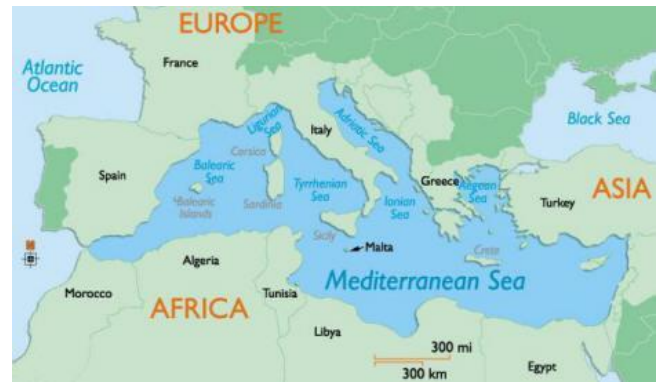 EUROPE
France
Atlantic
Ocean
Ligurian
Sea
Italy
Adriatic Sea
Black Sea
Corsica
Balearic
Sea
Spain
Balearic
Islands
Sardinia
Tyrrhenian
Sea
Greece
Aegean
Sea
ASIA
Turkey
Ionian
Sea
Sicily
Malta
Crete
Algeria
Mediterranean Sea
Morocco
AFRICA
Tunisia
Libya
300 mi
300 km
Egypt